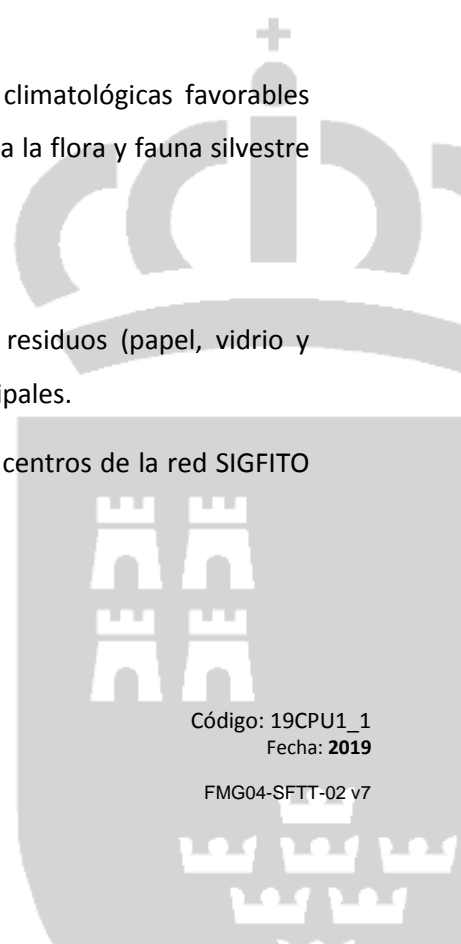 climatológicas favorables
a la flora y fauna silvestre
residuos (papel, vidrio y
ipales.
centros de la red SIGFITO
Código: 19CPU1_1
Fecha: 2019
FMG04-SFTT-02 v7